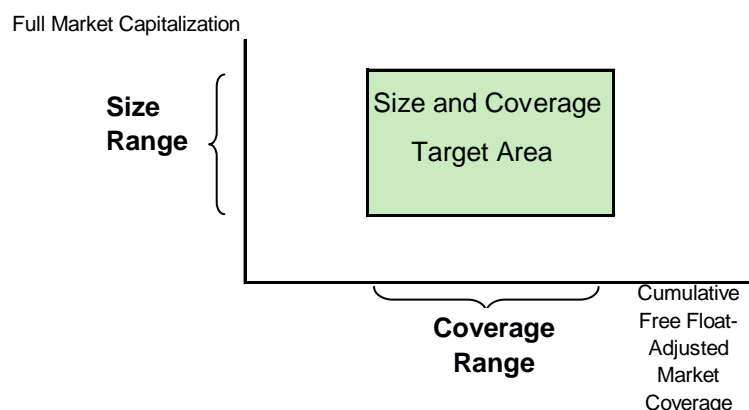 Full Market Capitalization
Size
Range
Size and Coverage
Target Area
Coverage
Range
Cumulative
Free Float-
Adjusted
Market
Coverage